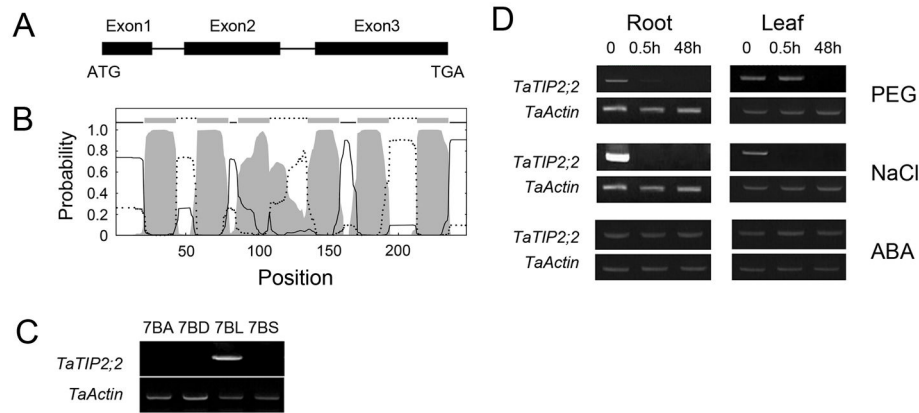 A
Exon1 Exon2 Exon3
ATG TGA
B
Probability
1.0
0.8
0.6
0.4
0.2
0
50 100 150 200
Position
C
7BA 7BD 7BL 7BS
TaTIP2;2
TaActin
D
Root Leaf
0 0.5h 48h 0 0.5h 48h
TaTIP2;2
TaActin
PEG
TaTIP2;2
TaActin
NaCl
TaTIP2;2
TaActin
ABA